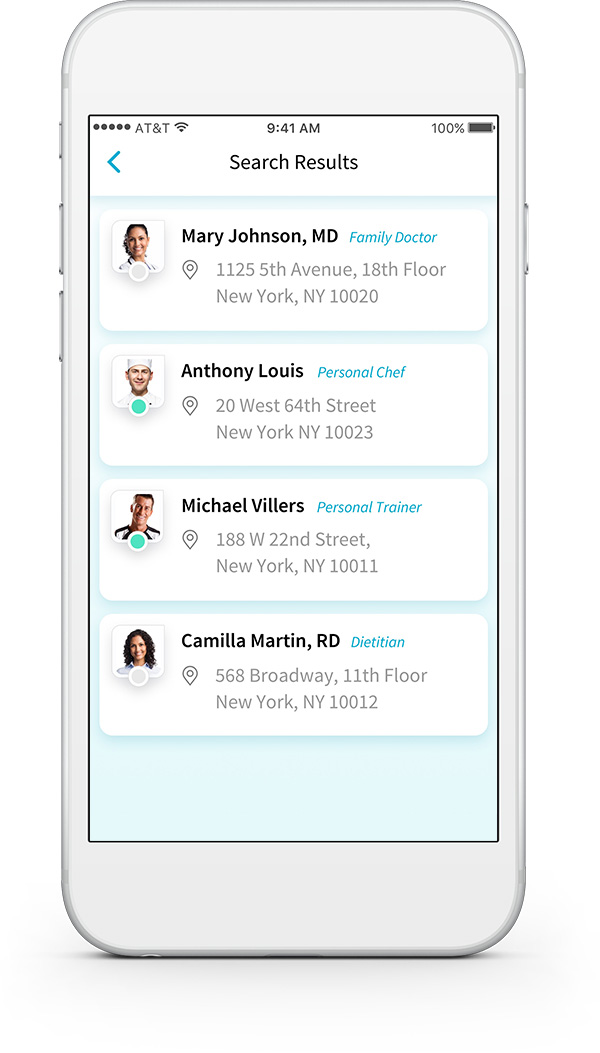 AT&T 9:41 AM 100%
Search Results
Mary Johnson, MD Family Doctor
1125 5th Avenue, 18th Floor
New York, NY 10020
Anthony Louis Personal Chef
20 West 64th Street
New York NY 10023
Michael Villers Personal Trainer
188 W 22nd Street,
New York, NY 10011
Camilla Martin, RD Dietitian
568 Broadway, 11th Floor
New York, NY 10012